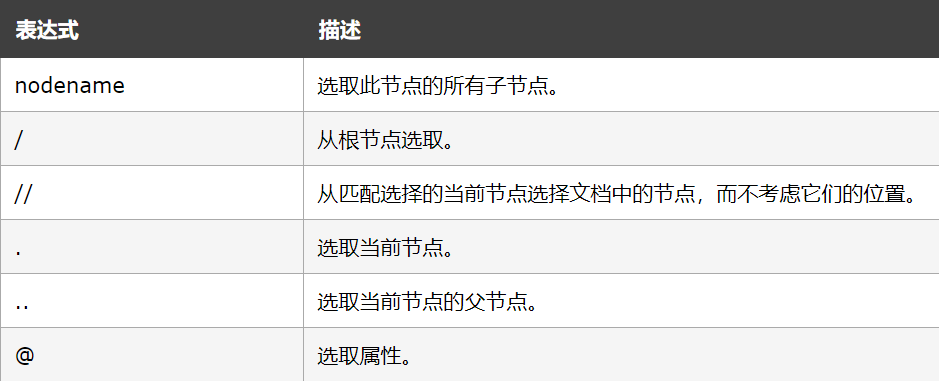 表达式 描述
nodename 选取此节点的所有子节点。
/ 从根节点选取。
// 从匹配选择的当前节点选择文档中的节点，而不考虑它们的位置。
. 选取当前节点。
.. 选取当前节点的父节点。
@ 选取属性。